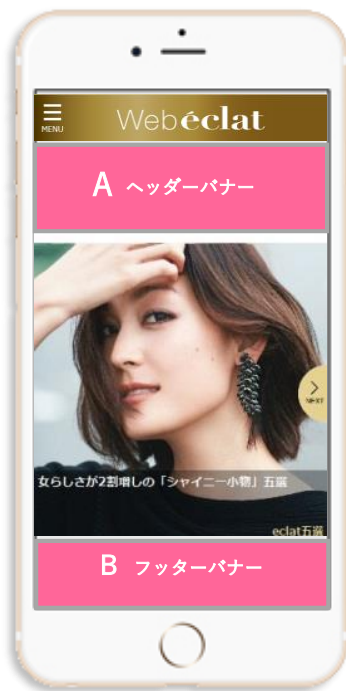 MENU
Web éclat
A ヘッダーバナー
NEXT
女らしさが2割増しの「シャイニー小物」五選
eclat五選
B フッターバナー